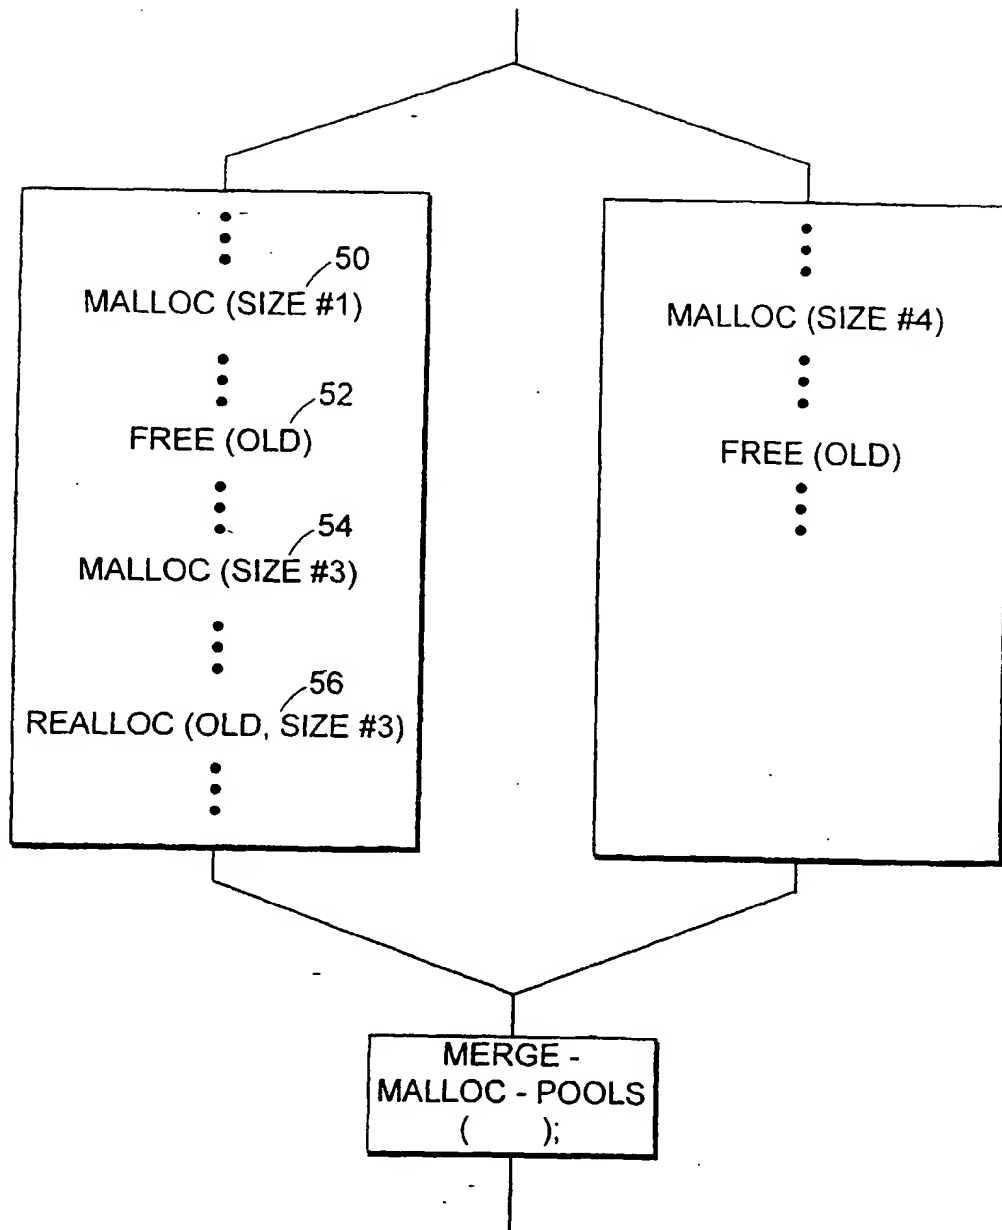 50
MALLOC (SIZE #1)
52
FREE (OLD)
54
MALLOC (SIZE #3)
56
REALLOC (OLD, SIZE #3)
MALLOC (SIZE #4)
FREE (OLD)
MERGE -
MALLOC - POOLS
( );